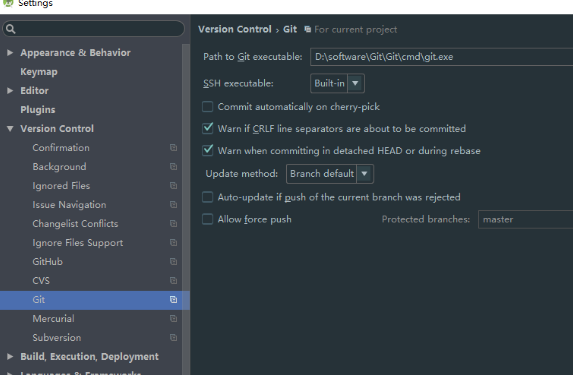 Settings
Version Control › Git For current project
Appearance & Behavior
Keymap
Editor
Plugins
Version Control
Confirmation
Background
Ignored Files
Issue Navigation
Changelist Conflicts
Ignore Files Support
GitHub
CVS
Git
Mercurial
Subversion
Build, Execution, Deployment
Languages & Frameworks
Path to Git executable: D:\software\Git\Git\cmd\git.exe
SSH executable: Built-in
Commit automatically on cherry-pick
Warn if CRLF line separators are about to be committed
Warn when committing in detached HEAD or during rebase
Update method: Branch default
Auto-update if push of the current branch was rejected
Allow force push Protected branches: master